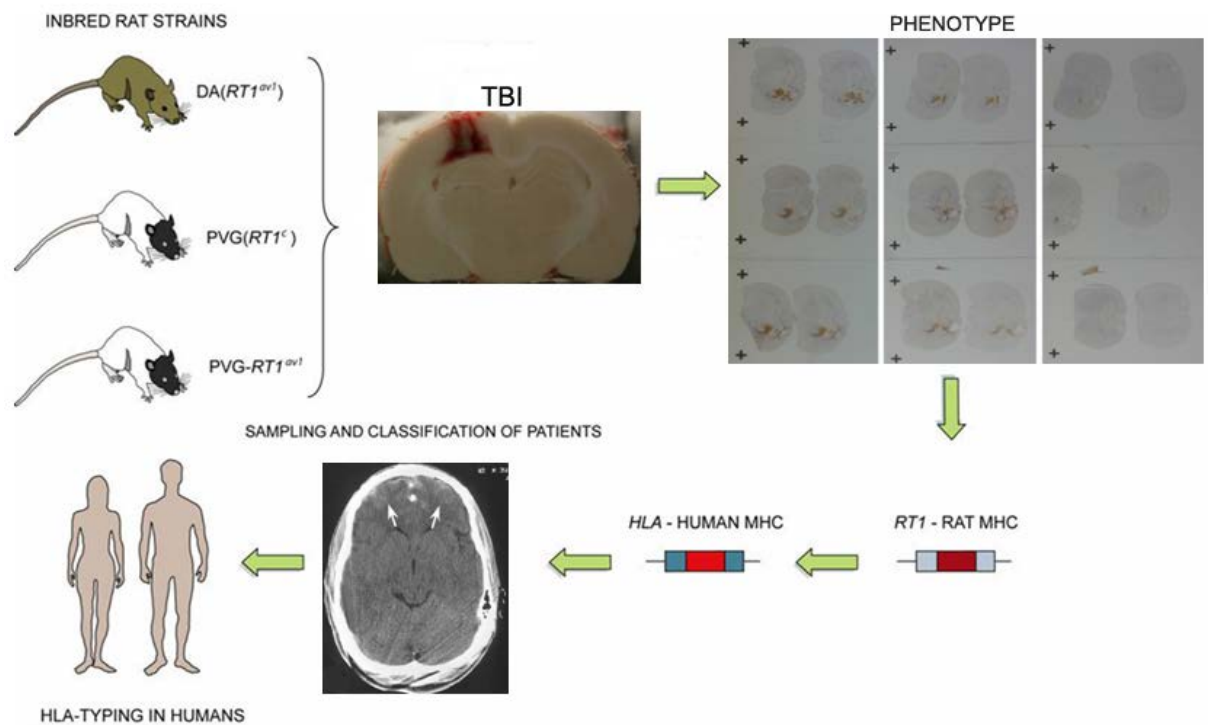 INBRED RAT STRAINS
DA(RT1av1)
PVG(RT1c)
PVG-RT1av1
TBI
PHENOTYPE
RT1 - RAT MHC
HLA - HUMAN MHC
SAMPLING AND CLASSIFICATION OF PATIENTS
HLA-TYPING IN HUMANS